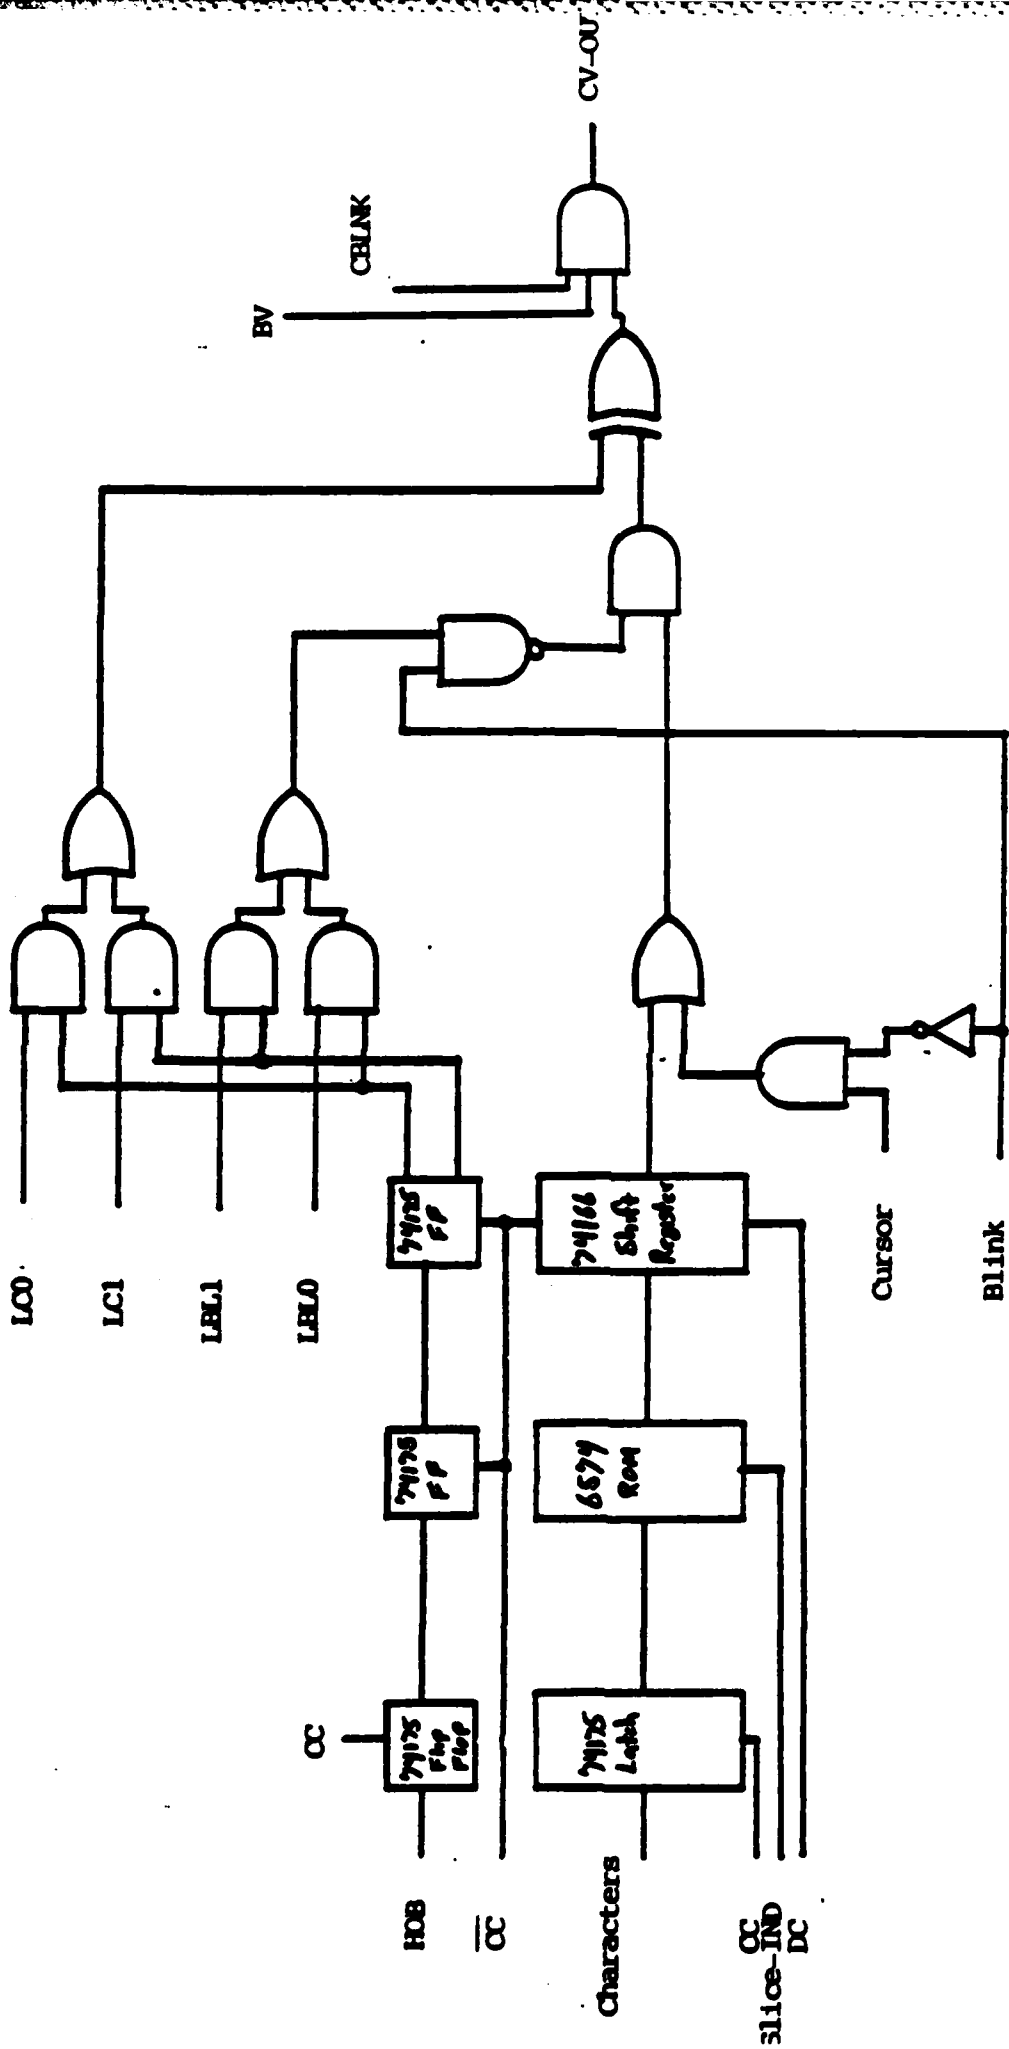 LC0
LC1
LBL1
LBL0
BV
CBLNK
CV-OUT
CC
74175
Flip
Flop
74175
FF
74175
FF
HOB
CC
Characters
74175
Latch
6574
ROM
74166
Shift
Register
CC
Slice-IND
DC
Cursor
Blink